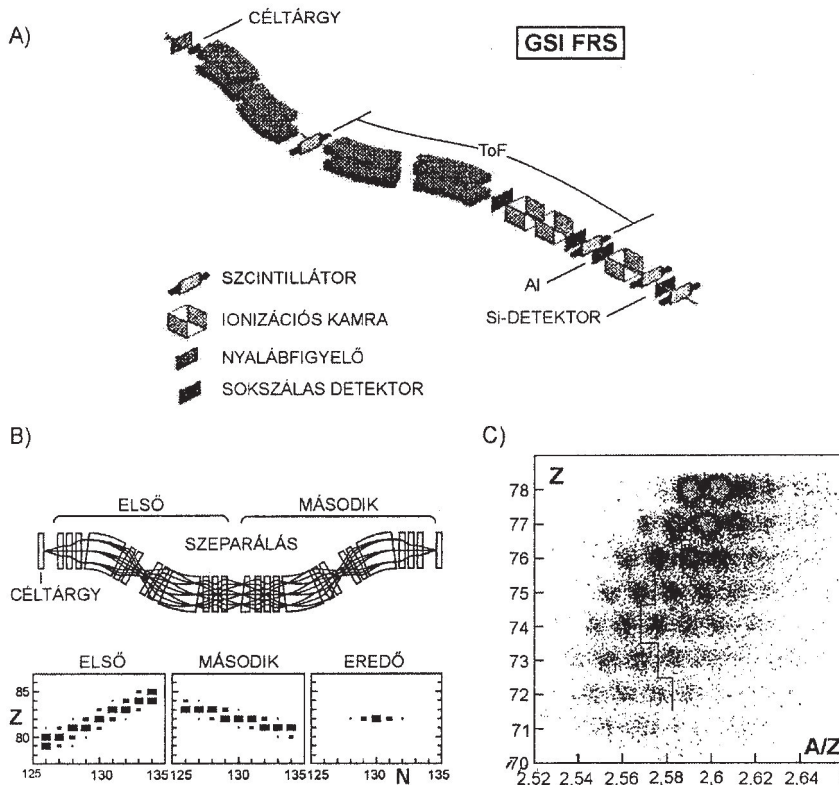 A)
CÉLTÁRGY
GSI FRS
ToF
Al
Si-DETEKTOR
SZCINTILLÁTOR
IONIZÁCIÓS KAMRA
NYALÁBFIGYELŐ
SOKSZÁLAS DETEKTOR
B)
ELSŐ MÁSODIK
SZEPARÁLÁS
CÉLTÁRGY
ELSŐ MÁSODIK EREDŐ
85
Z
80
125 130 135 130 135 130 135
N
C)
Z
78
77
76
75
74
73
72
71
70
A/Z
2,52 2,54 2,56 2,58 2,6 2,62 2,64